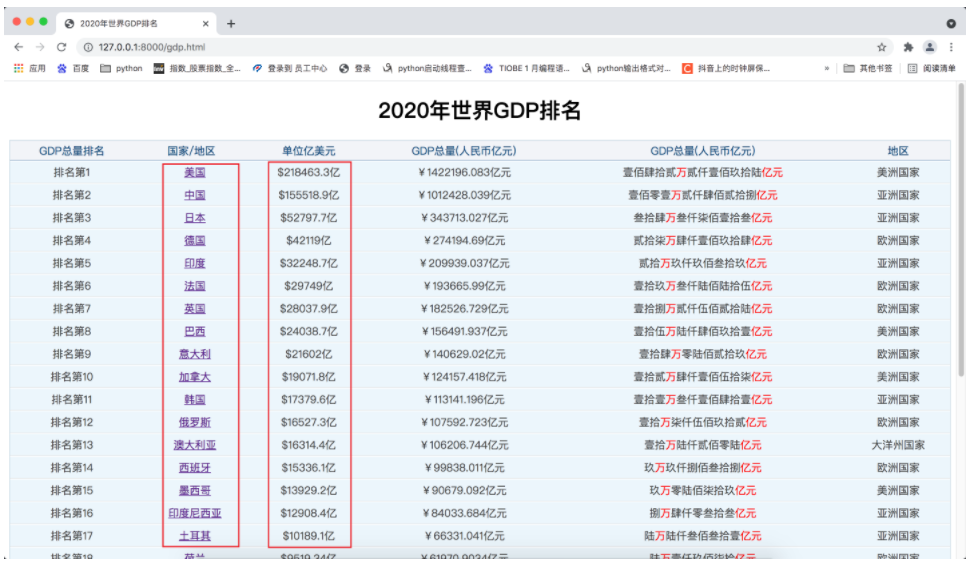 2020年世界GDP排名
127.0.0.1:8000/gdp.html
应用 百度 python 指数_股票指数_全... 登录到 员工中心 登录 python启动线程查... TIOBE 1 月编程语... python输出格式对... 抖音上的时钟屏保... » 其他书签 阅读清单
2020年世界GDP排名
GDP总量排名 国家/地区 单位亿美元 GDP总量(人民币亿元) GDP总量(人民币亿元) 地区
排名第1 美国 $218463.3亿 ¥1422196.083亿元 壹佰肆拾贰万贰仟壹佰玖拾陆亿元 美洲国家
排名第2 中国 $155518.9亿 ¥1012428.039亿元 壹佰零壹万贰仟肆佰贰拾捌亿元 亚洲国家
排名第3 日本 $52797.7亿 ¥343713.027亿元 叁拾肆万叁仟柒佰壹拾叁亿元 亚洲国家
排名第4 德国 $42119亿 ¥274194.69亿元 贰拾柒万肆仟壹佰玖拾肆亿元 欧洲国家
排名第5 印度 $32248.7亿 ¥209939.037亿元 贰拾万玖仟玖佰叁拾玖亿元 亚洲国家
排名第6 法国 $29749亿 ¥193665.99亿元 壹拾玖万叁仟陆佰陆拾伍亿元 欧洲国家
排名第7 英国 $28037.9亿 ¥182526.729亿元 壹拾捌万贰仟伍佰贰拾陆亿元 欧洲国家
排名第8 巴西 $24038.7亿 ¥156491.937亿元 壹拾伍万陆仟肆佰玖拾壹亿元 美洲国家
排名第9 意大利 $21602亿 ¥140629.02亿元 壹拾肆万零陆佰贰拾玖亿元 欧洲国家
排名第10 加拿大 $19071.8亿 ¥124157.418亿元 壹拾贰万肆仟壹佰伍拾柒亿元 美洲国家
排名第11 韩国 $17379.6亿 ¥113141.196亿元 壹拾壹万叁仟壹佰肆拾壹亿元 亚洲国家
排名第12 俄罗斯 $16527.3亿 ¥107592.723亿元 壹拾万柒仟伍佰玖拾贰亿元 欧洲国家
排名第13 澳大利亚 $16314.4亿 ¥106206.744亿元 壹拾万陆仟贰佰零陆亿元 大洋州国家
排名第14 西班牙 $15336.1亿 ¥99838.011亿元 玖万玖仟捌佰叁拾捌亿元 欧洲国家
排名第15 墨西哥 $13929.2亿 ¥90679.092亿元 玖万零陆佰柒拾玖亿元 美洲国家
排名第16 印度尼西亚 $12908.4亿 ¥84033.684亿元 捌万肆仟零叁拾叁亿元 亚洲国家
排名第17 土耳其 $10189.1亿 ¥66331.041亿元 陆万陆仟叁佰叁拾壹亿元 亚洲国家
排名第18 荷兰 $9519.24亿 ¥61970.9024亿元 陆万壹仟玖佰柒拾亿元 欧洲国家